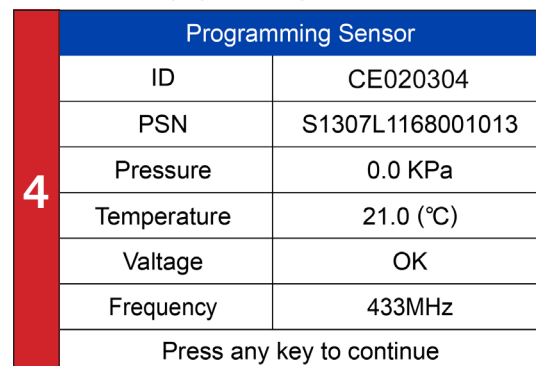 Programming Sensor
4
ID CE020304
PSN S1307L1168001013
Pressure 0.0 KPa
Temperature 21.0 (℃)
Valtage OK
Frequency 433MHz
Press any key to continue